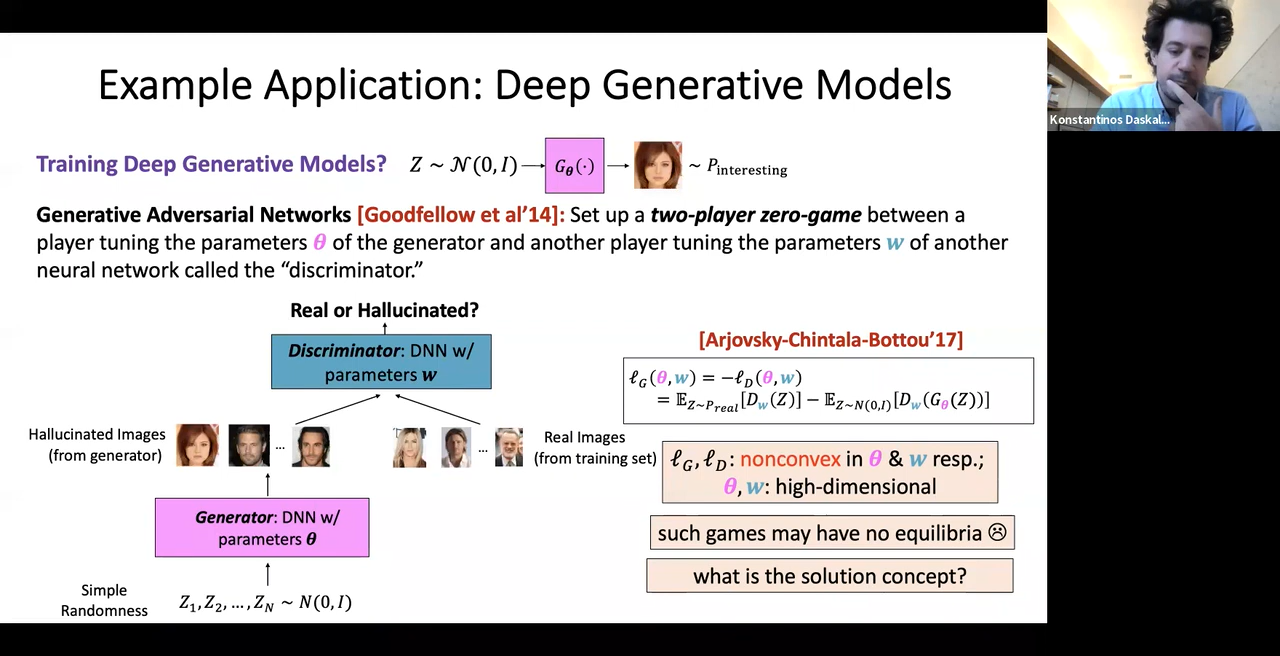 Example Application: Deep Generative Models
Konstantinos Daskal...
Training Deep Generative Models? Z ~ 𝒩(0, I) G_θ(·) ~ P_interesting
Generative Adversarial Networks [Goodfellow et al'14]: Set up a two-player zero-game between a
player tuning the parameters θ of the generator and another player tuning the parameters w of another
neural network called the “discriminator.”
Real or Hallucinated?
Discriminator: DNN w/
parameters w
Hallucinated Images
(from generator)
...
...
Real Images
(from training set)
Generator: DNN w/
parameters θ
Simple
Randomness
Z₁, Z₂, ..., Z_N ~ N(0, I)
[Arjovsky-Chintala-Bottou'17]
ℓ_G(θ, w) = −ℓ_D(θ, w)
= 𝔼_{Z~P_real}[D_w(Z)] − 𝔼_{Z~N(0,I)}[D_w(G_θ(Z))]
ℓ_G, ℓ_D: nonconvex in θ & w resp.;
θ, w: high-dimensional
such games may have no equilibria ☹
what is the solution concept?